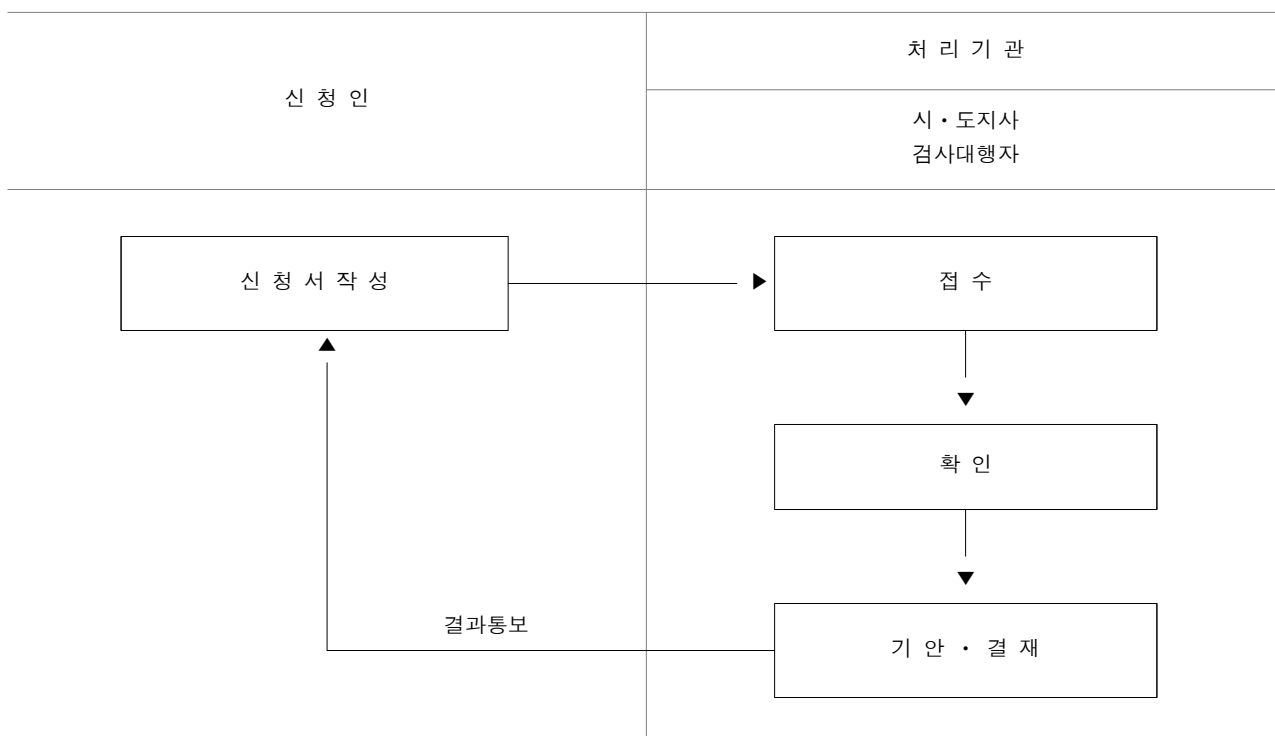 신 청 인
처 리 기 관
시・도지사
검사대행자
신 청 서 작 성
접 수
확 인
결과통보
기 안 ・ 결 재